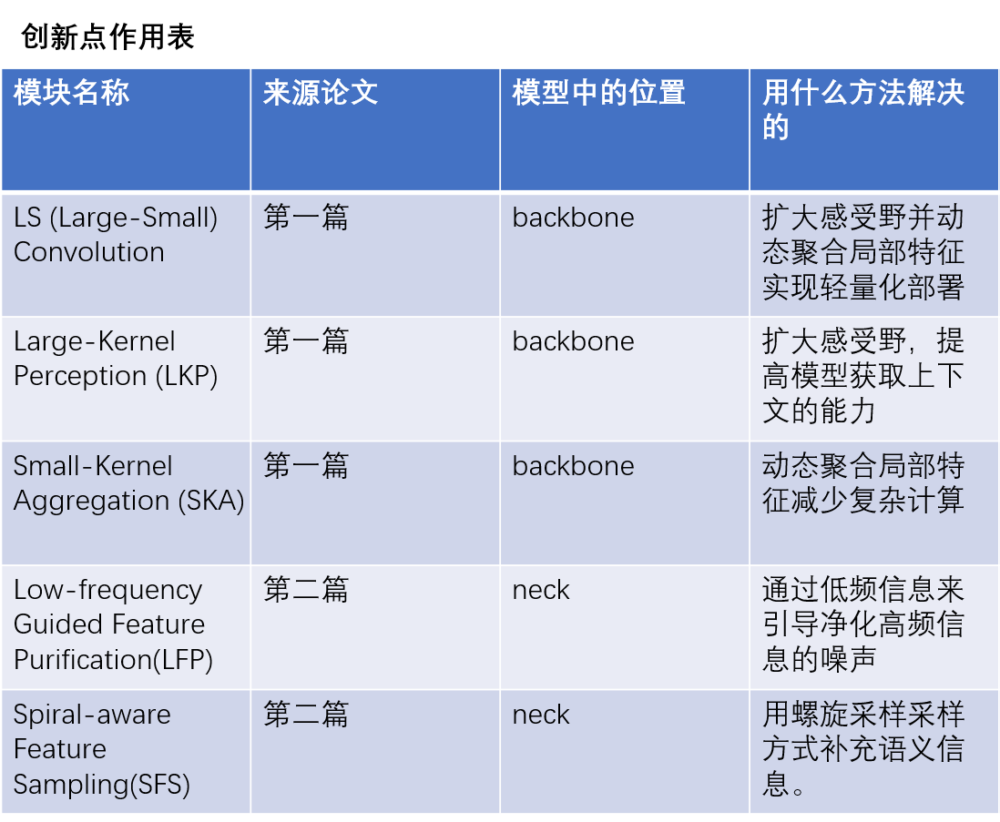 创新点作用表
模块名称
来源论文
模型中的位置
用什么方法解决
的
LS (Large-Small)
Convolution
第一篇
backbone
扩大感受野并动
态聚合局部特征
实现轻量化部署
Large-Kernel
Perception (LKP)
第一篇
backbone
扩大感受野，提
高模型获取上下
文的能力
Small-Kernel
Aggregation (SKA)
第一篇
backbone
动态聚合局部特
征减少复杂计算
Low-frequency
Guided Feature
Purification(LFP)
第二篇
neck
通过低频信息来
引导净化高频信
息的噪声
Spiral-aware
Feature
Sampling(SFS)
第二篇
neck
用螺旋采样采样
方式补充语义信
息。